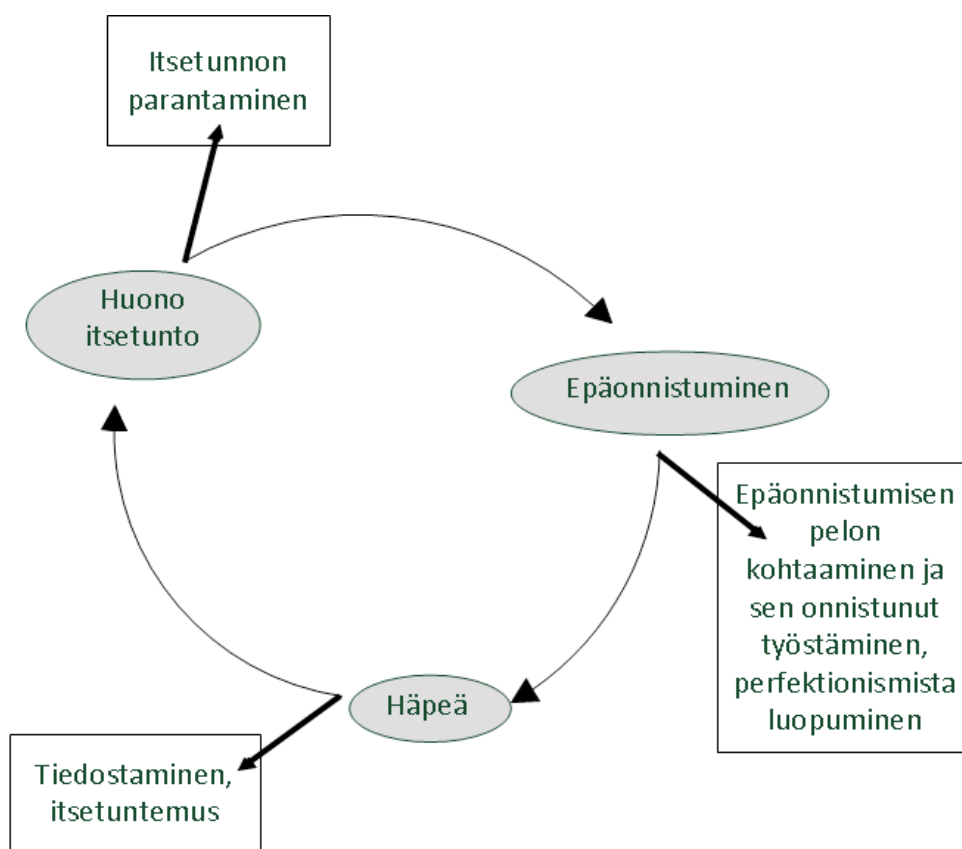 Itsetunnon
parantaminen
Huono
itsetunto
Epäonnistuminen
Epäonnistumisen
pelon
kohtaaminen ja
sen onnistunut
työstäminen,
perfektionismista
luopuminen
Häpeä
Tiedostaminen,
itsetuntemus